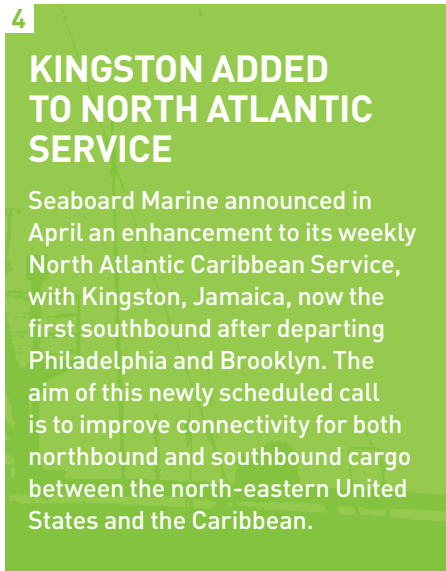 4
KINGSTON ADDED
TO NORTH ATLANTIC
SERVICE
Seaboard Marine announced in
April an enhancement to its weekly
North Atlantic Caribbean Service,
with Kingston, Jamaica, now the
first southbound after departing
Philadelphia and Brooklyn. The
aim of this newly scheduled call
is to improve connectivity for both
northbound and southbound cargo
between the north-eastern United
States and the Caribbean.